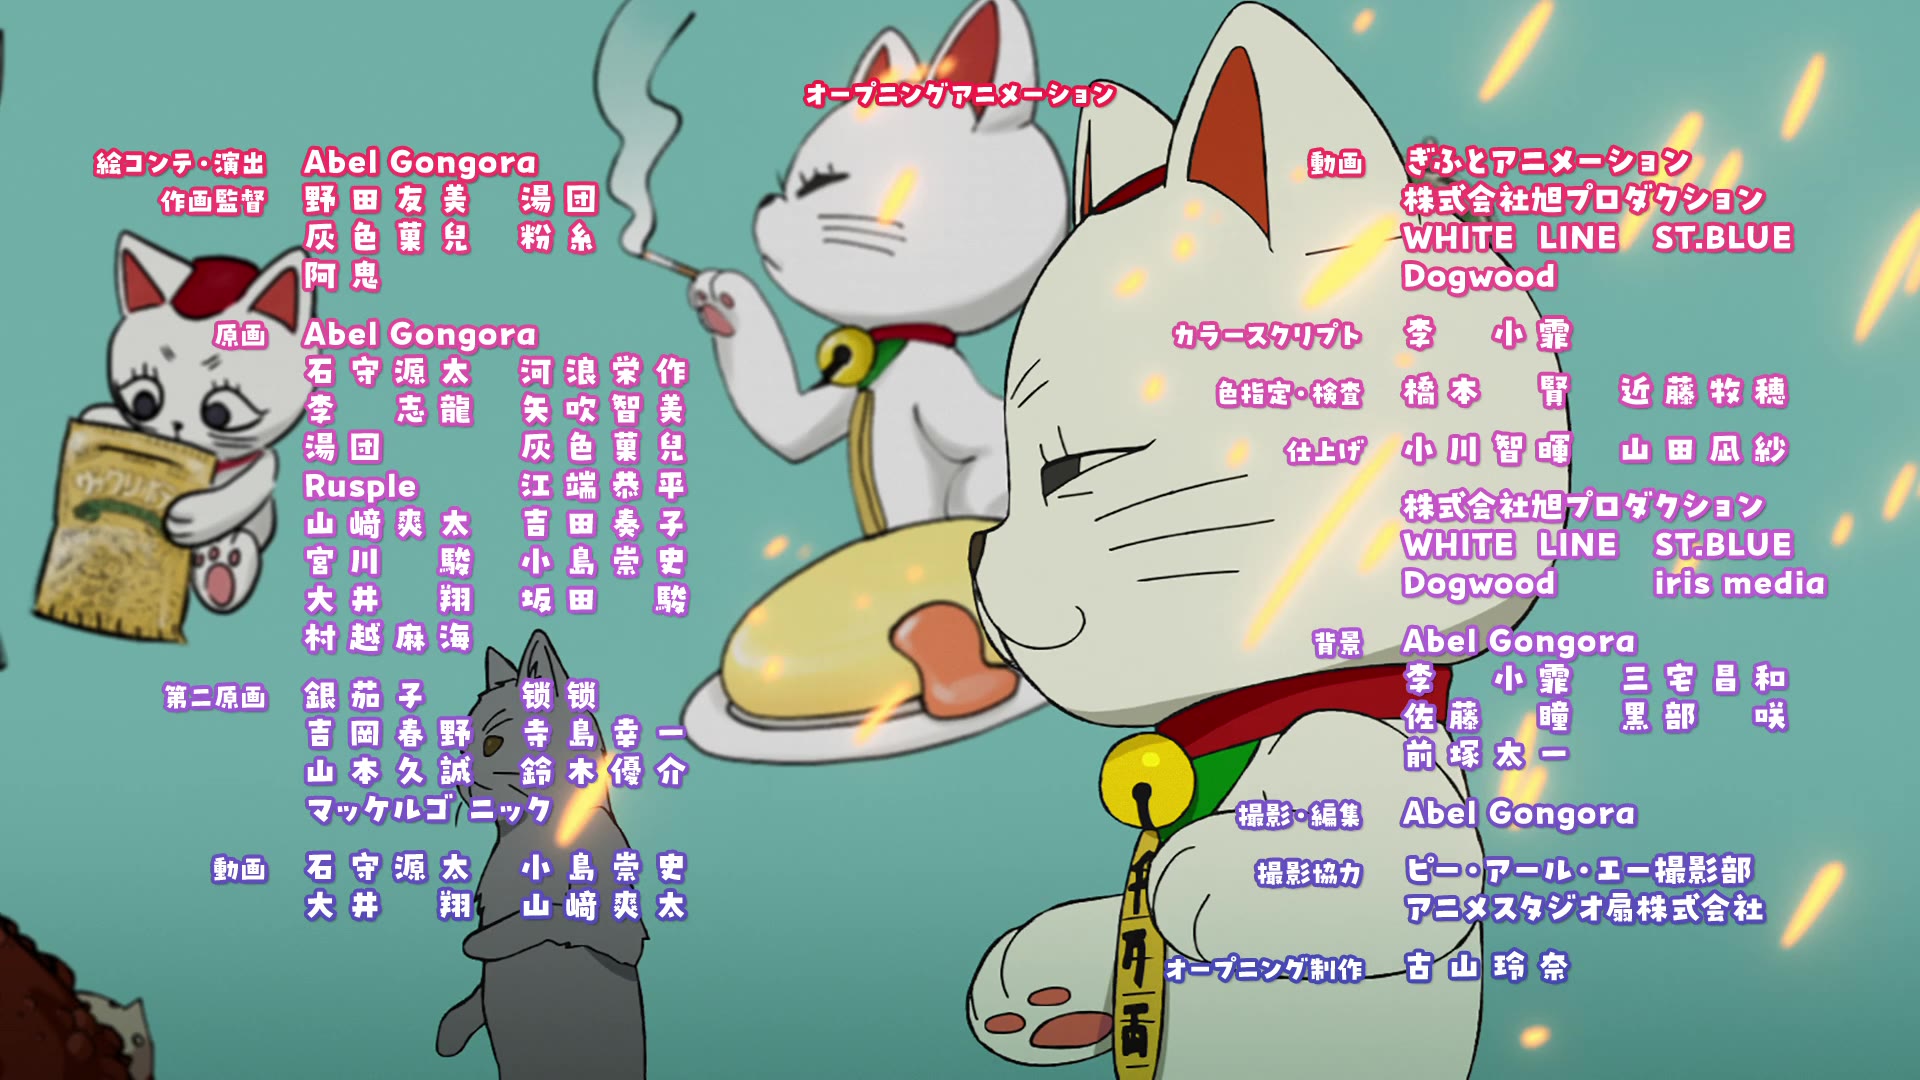 オープニングアニメーション
絵コンテ・演出 Abel Gongora
作画監督 野田友美 湯団
灰色菓兒 粉糸
阿鬼
原画 Abel Gongora
石守源太 河浪栄作
李 志龍 矢吹智美
湯団 灰色菓兒
Rusple 江端恭平
山﨑爽太 吉田奏子
宮川 駿 小島崇史
大井 翔 坂田 駿
村越麻海
第二原画 銀茄子 锁锁
吉岡春野 寺島幸一
山本久誠 鈴木優介
マッケルゴ ニック
動画 石守源太 小島崇史
大井 翔 山﨑爽太
動画 ぎふとアニメーション
株式会社旭プロダクション
WHITE LINE ST.BLUE
Dogwood
カラースクリプト 李 小霏
色指定・検査 橋本 賢 近藤牧穂
仕上げ 小川智暉 山田凪紗
株式会社旭プロダクション
WHITE LINE ST.BLUE
Dogwood iris media
背景 Abel Gongora
李 小霏 三宅昌和
佐藤 瞳 黒部 咲
前塚太一
撮影・編集 Abel Gongora
撮影協力 ピー・アール・エー撮影部
アニメスタジオ扇株式会社
オープニング制作 古山玲奈
千万両